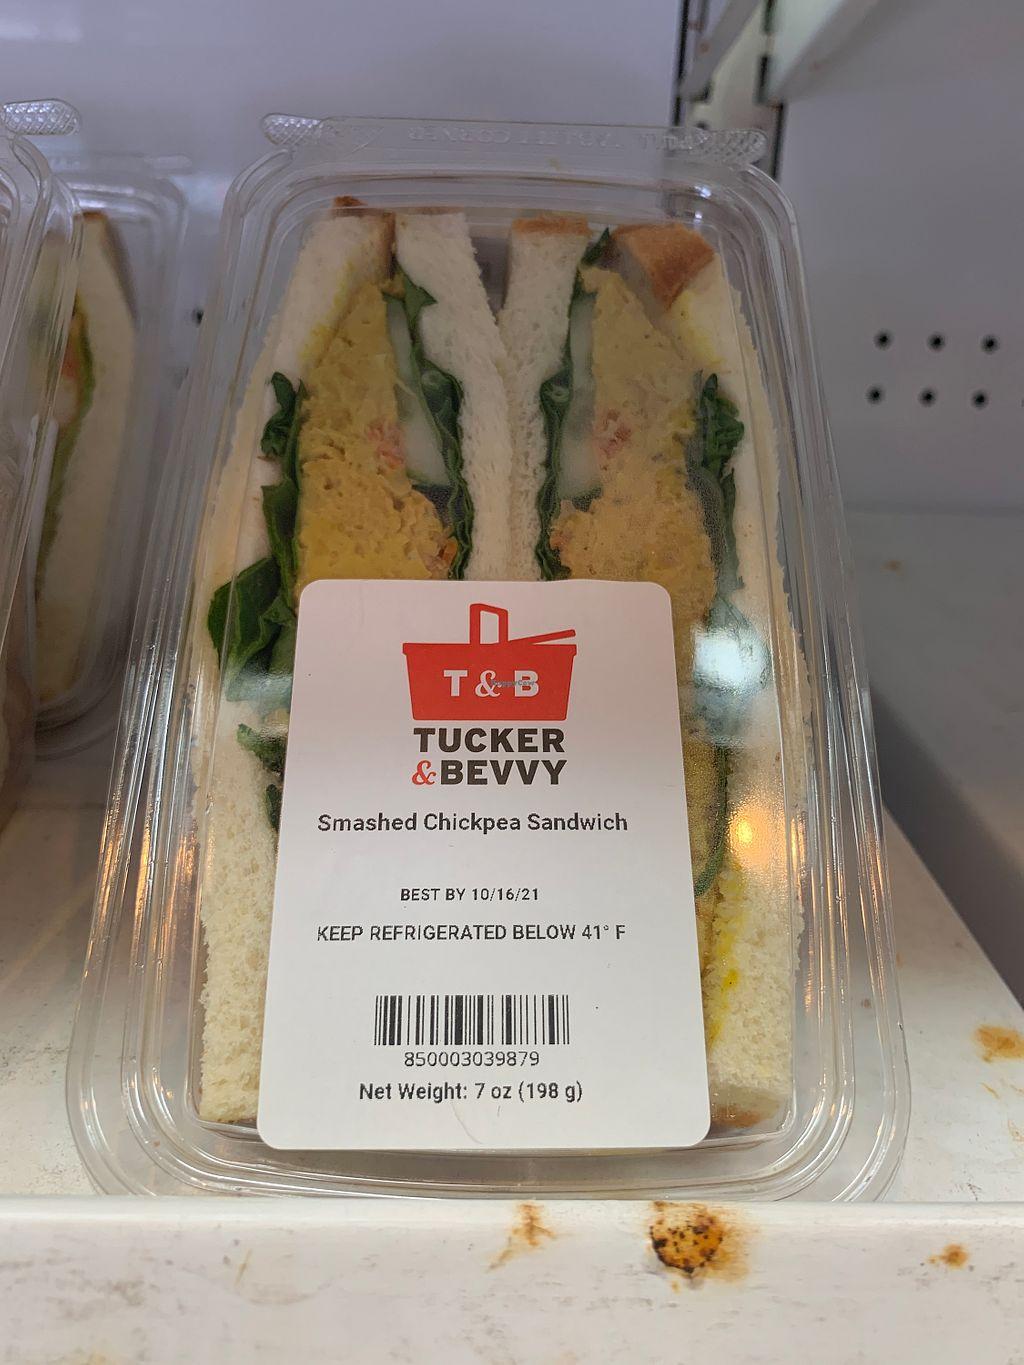 T & B
TUCKER
&BEVVY
Smashed Chickpea Sandwich
BEST BY 10/16/21
KEEP REFRIGERATED BELOW 41° F
850003039879
Net Weight: 7 oz (198 g)